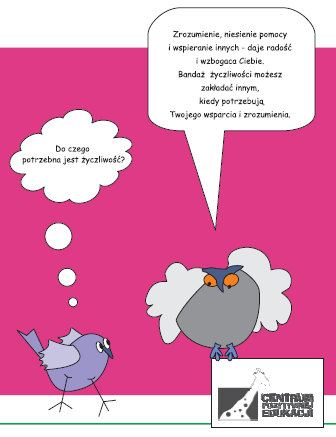 Zrozumienie, niesienie pomocy
i wspieranie innych - daje radość
i wzbogaca Ciebie.
Bandaż życzliwości możesz
zakładać innym,
kiedy potrzebują
Twojego wsparcia i zrozumienia.
Do czego
potrzebna jest życzliwość?
CENTRUM
POZYTYWNEJ
EDUKACJI